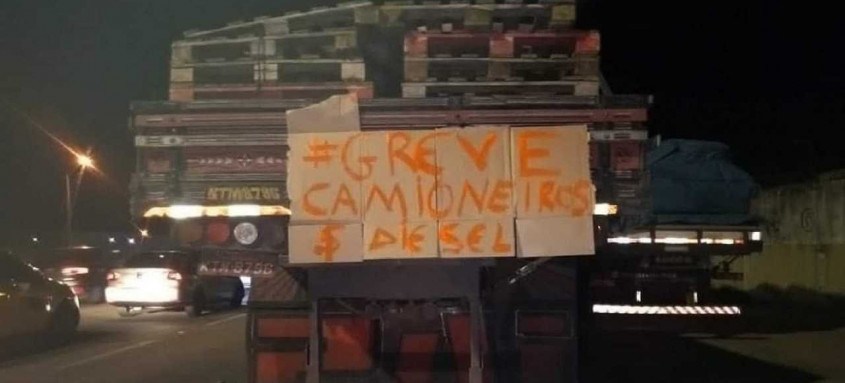 #GREVE
CAMIONEIROS
$ DIESEL